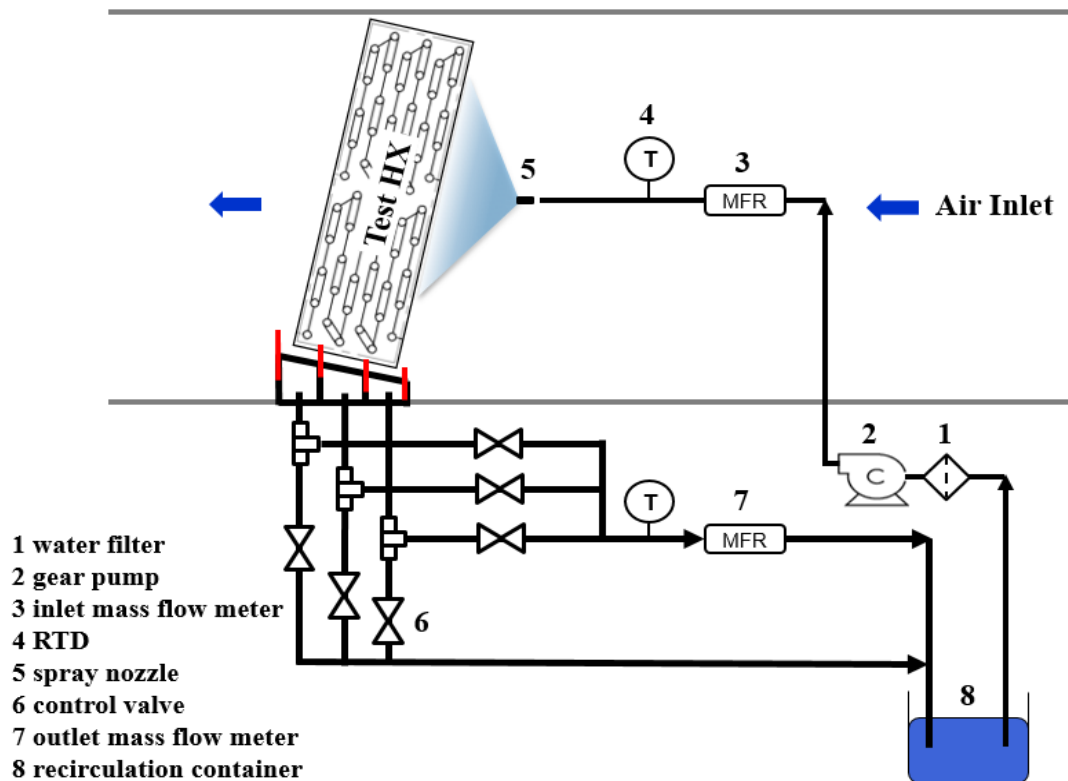 4
T
3
MFR
5
Test HX
Air Inlet
2
1
C
I
T
7
MFR
6
8
1 water filter
2 gear pump
3 inlet mass flow meter
4 RTD
5 spray nozzle
6 control valve
7 outlet mass flow meter
8 recirculation container